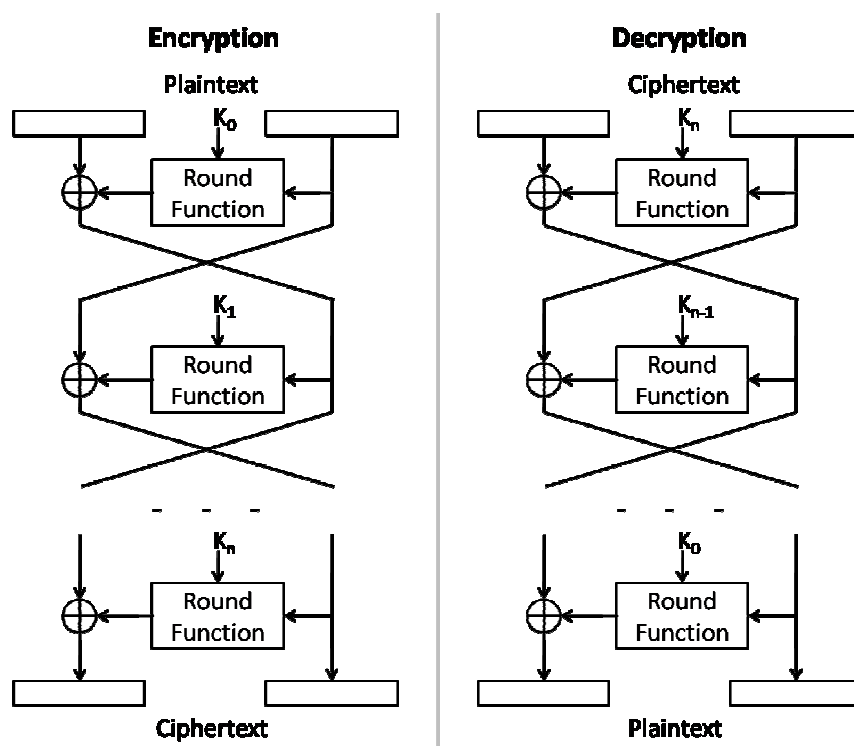 Encryption
Plaintext
K₀
Round
Function
K₁
Round
Function
- - -
Kₙ
Round
Function
Ciphertext
Decryption
Ciphertext
Kₙ
Round
Function
Kₙ₋₁
Round
Function
- - -
K₀
Round
Function
Plaintext